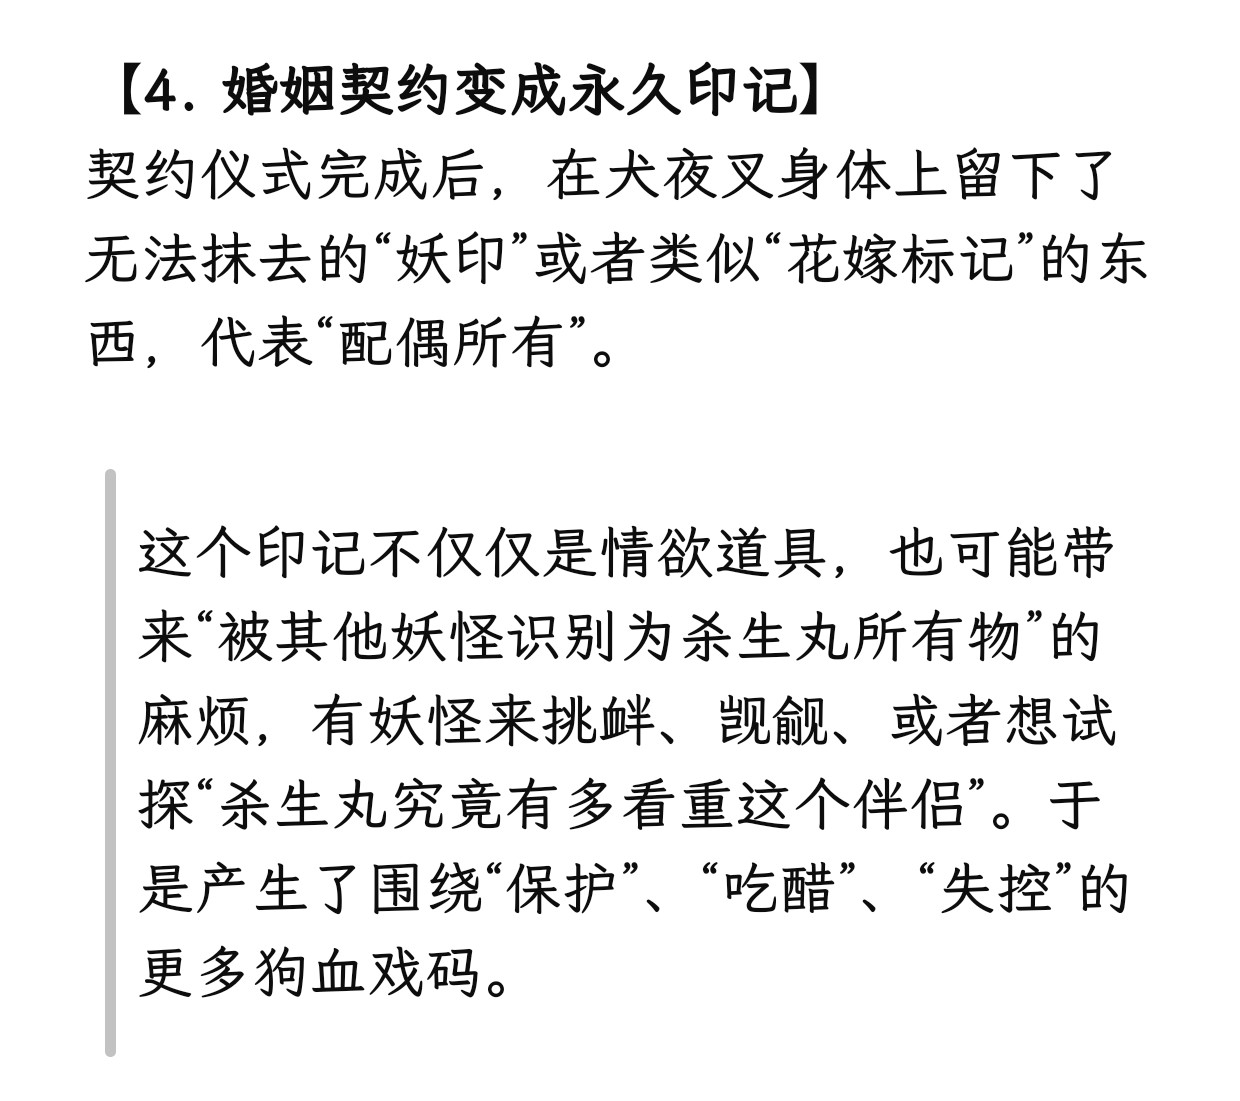 【4. 婚姻契约变成永久印记】
契约仪式完成后，在犬夜叉身体上留下了
无法抹去的“妖印”或者类似“花嫁标记”的东
西，代表“配偶所有”。
这个印记不仅仅是情欲道具，也可能带
来“被其他妖怪识别为杀生丸所有物”的
麻烦，有妖怪来挑衅、觊觎、或者想试
探“杀生丸究竟有多看重这个伴侣”。于
是产生了围绕“保护”、“吃醋”、“失控”的
更多狗血戏码。